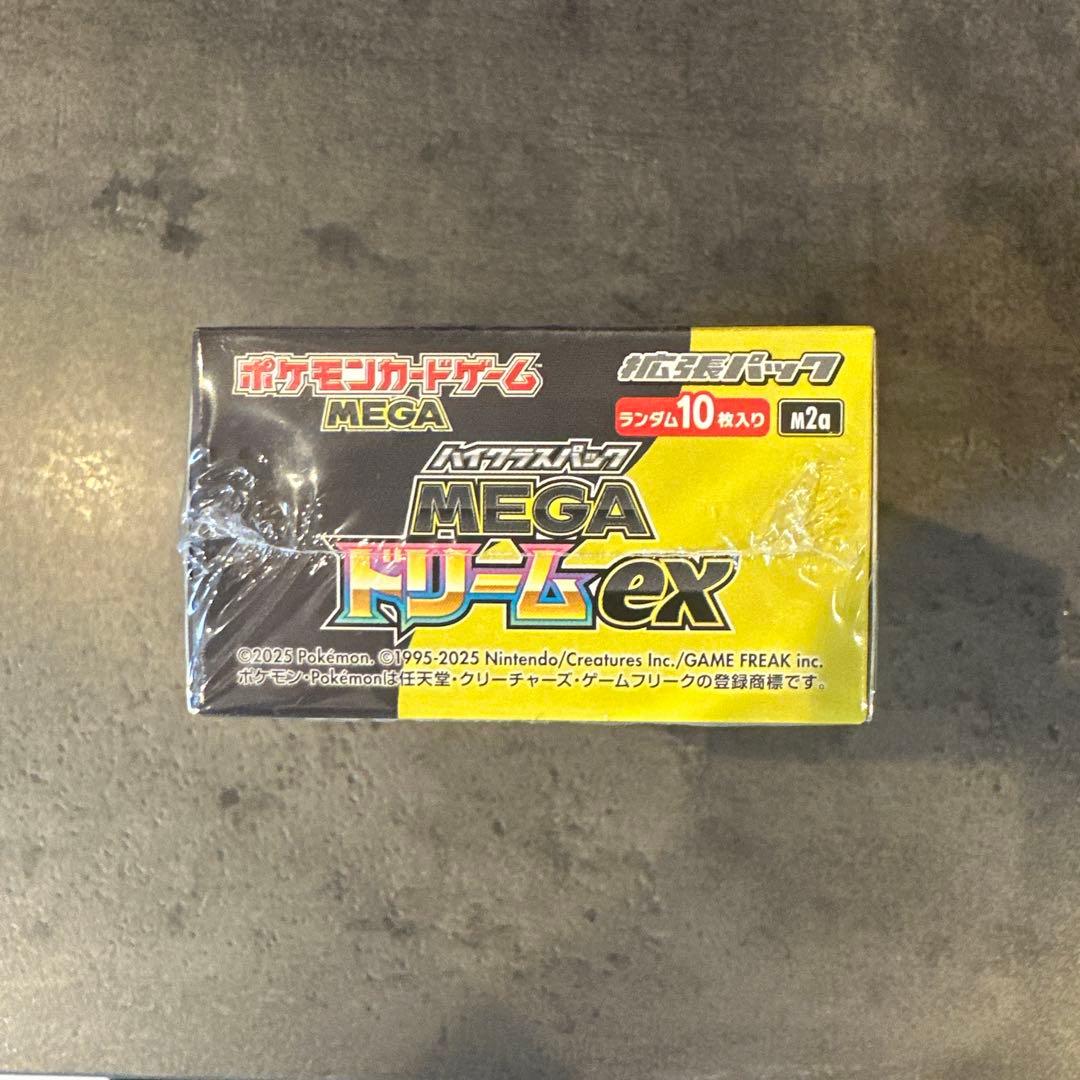 ポケモンカードゲーム
MEGA
拡張パック
ランダム10枚入り
M2a
ハイクラスパック
MEGA
ドリームex
©2025 Pokémon. ©1995-2025 Nintendo/Creatures Inc./GAME FREAK inc.
ポケモン・Pokémonは任天堂・クリーチャーズ・ゲームフリークの登録商標です。